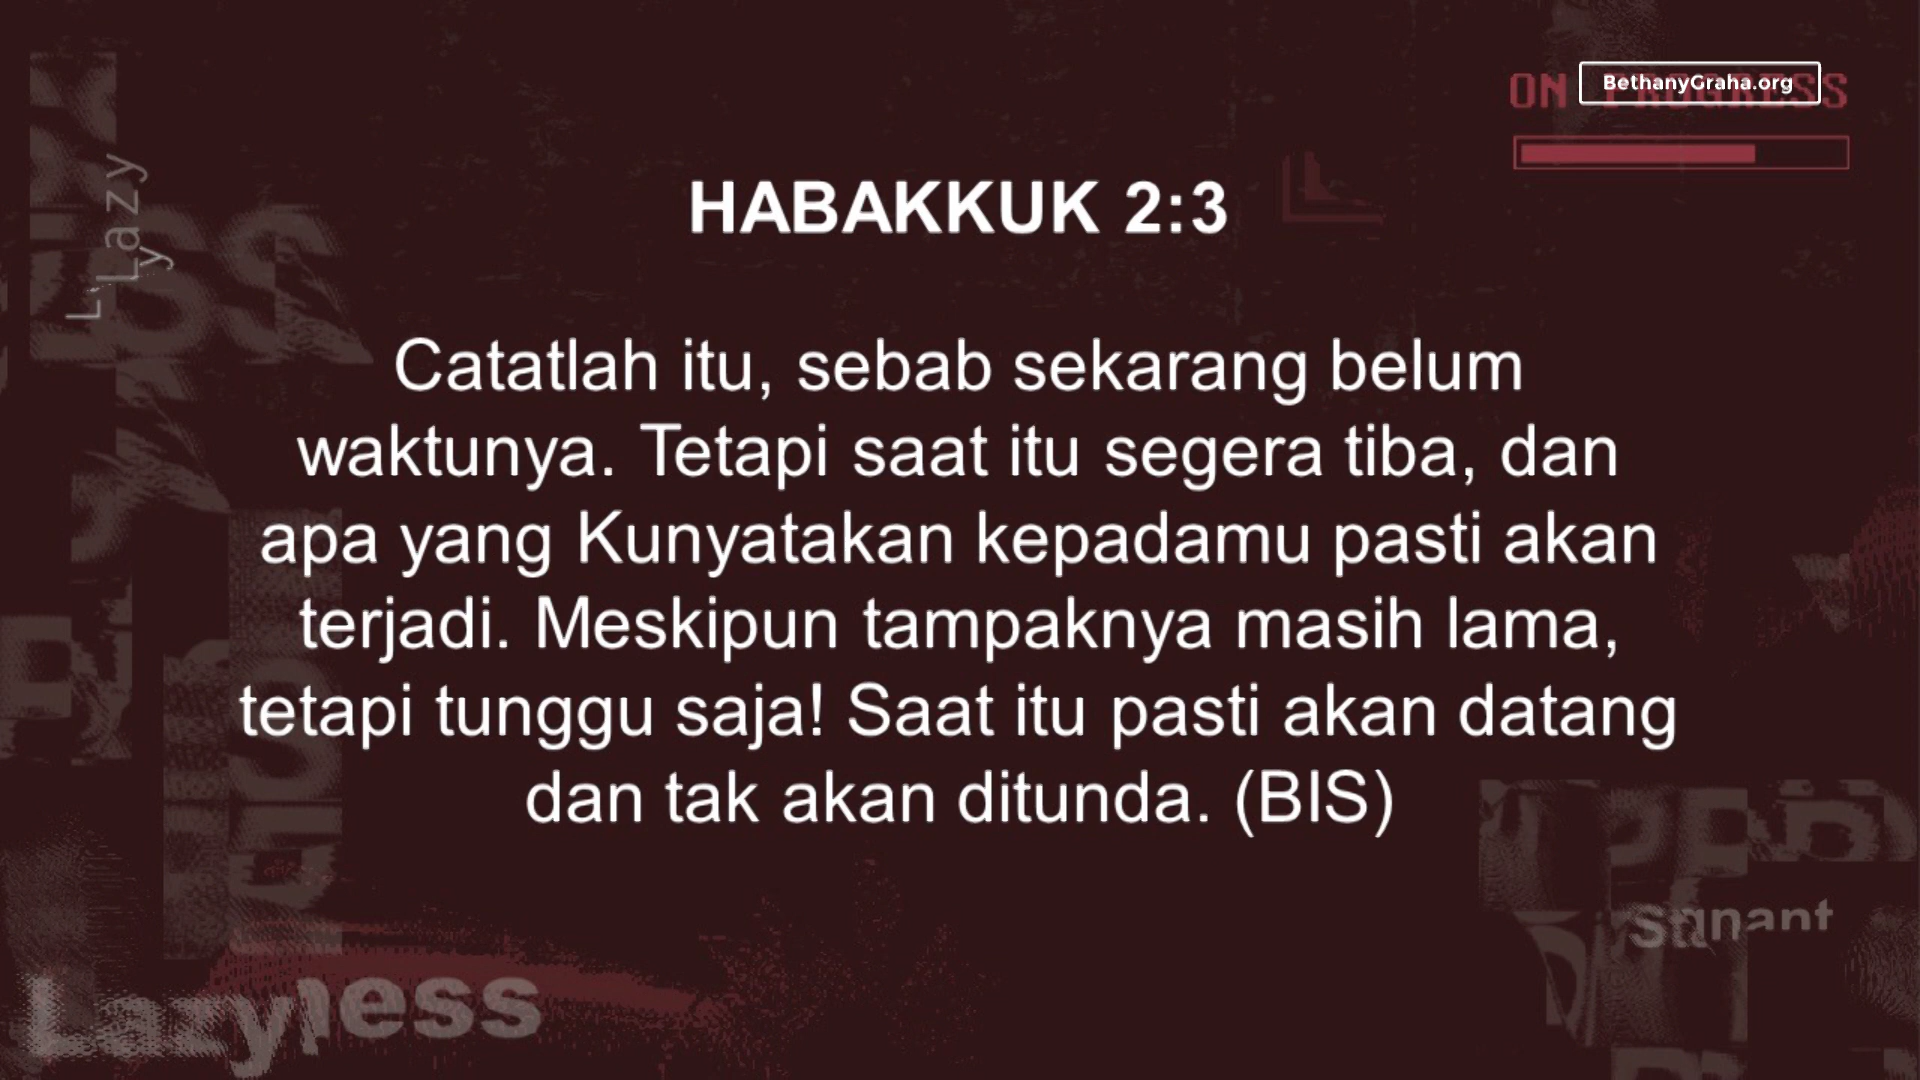 BethanyGraha.org
ON PROGRESS
HABAKKUK 2:3
Lazy
Catatlah itu, sebab sekarang belum
waktunya. Tetapi saat itu segera tiba, dan
apa yang Kunyatakan kepadamu pasti akan
terjadi. Meskipun tampaknya masih lama,
tetapi tunggu saja! Saat itu pasti akan datang
dan tak akan ditunda. (BIS)